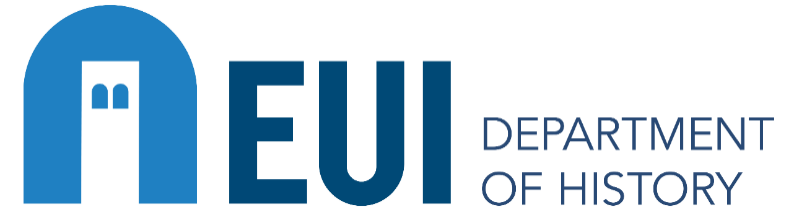 EUI
DEPARTMENT
OF HISTORY